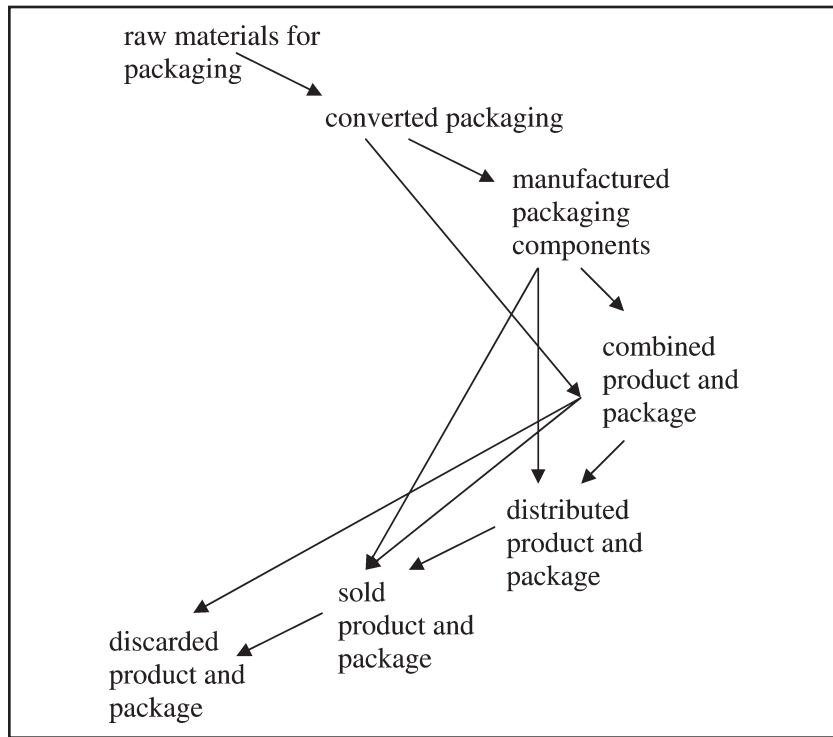 raw materials for
packaging
converted packaging
manufactured
packaging
components
combined
product and
package
distributed
product and
package
sold
product and
package
discarded
product and
package